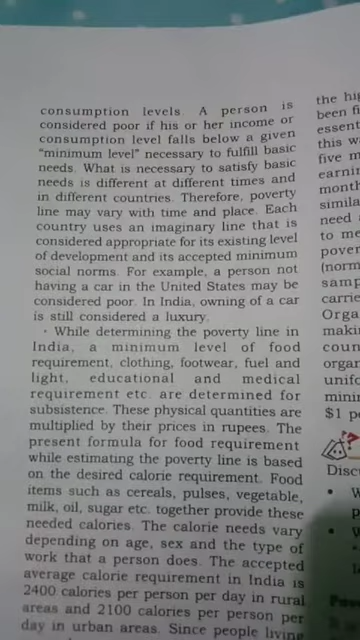 consumption levels. A person is
considered poor if his or her income or
consumption level falls below a given
"minimum level" necessary to fulfill basic
needs. What is necessary to satisfy basic
needs is different at different times and
in different countries. Therefore, poverty
line may vary with time and place. Each
country uses an imaginary line that is
considered appropriate for its existing level
of development and its accepted minimum
social norms. For example, a person not
having a car in the United States may be
considered poor. In India, owning of a car
is still considered a luxury.
While determining the poverty line in
India, a minimum level of food
requirement, clothing, footwear, fuel and
light, educational and medical
requirement etc. are determined for
subsistence. These physical quantities are
multiplied by their prices in rupees. The
present formula for food requirement
while estimating the poverty line is based
on the desired calorie requirement. Food
items such as cereals, pulses, vegetable,
milk, oil, sugar etc. together provide these
needed calories. The calorie needs vary
depending on age, sex and the type of
work that a person does. The accepted
average calorie requirement in India is
2400 calories per person per day in rural
areas and 2100 calories per person per
day in urban areas. Since people living
the hig
been fi
essent
this w
five m
earnin
month
simila
need
to me
pover
(norm
samp
carrie
Orga
maki
coun
organ
unifo
minin
$1 pe
Discu
• W
p
• W